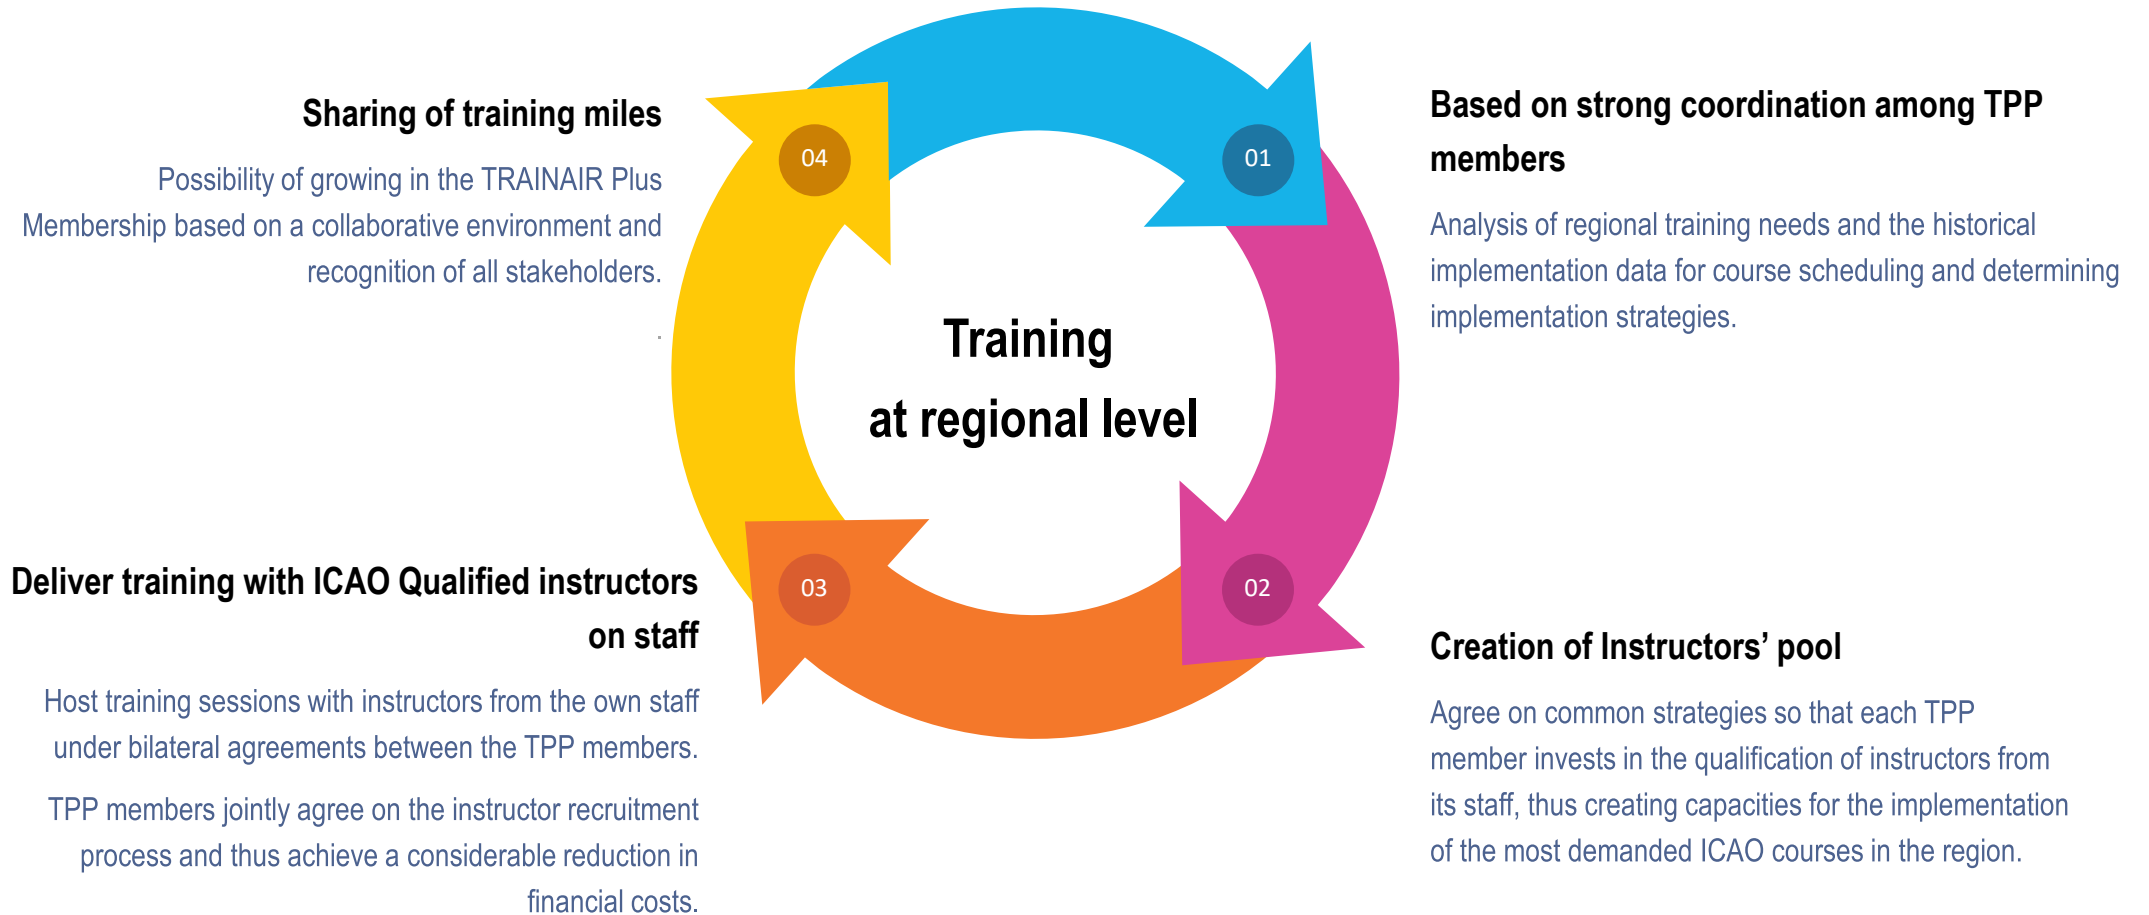 Sharing of training miles
Possibility of growing in the TRAINAIR Plus
Membership based on a collaborative environment and
recognition of all stakeholders.
.
04
01
Based on strong coordination among TPP
members
Analysis of regional training needs and the historical
implementation data for course scheduling and determining
implementation strategies.
Training
at regional level
Deliver training with ICAO Qualified instructors
on staff
Host training sessions with instructors from the own staff
under bilateral agreements between the TPP members.
TPP members jointly agree on the instructor recruitment
process and thus achieve a considerable reduction in
financial costs.
03
02
Creation of Instructors’ pool
Agree on common strategies so that each TPP
member invests in the qualification of instructors from
its staff, thus creating capacities for the implementation
of the most demanded ICAO courses in the region.